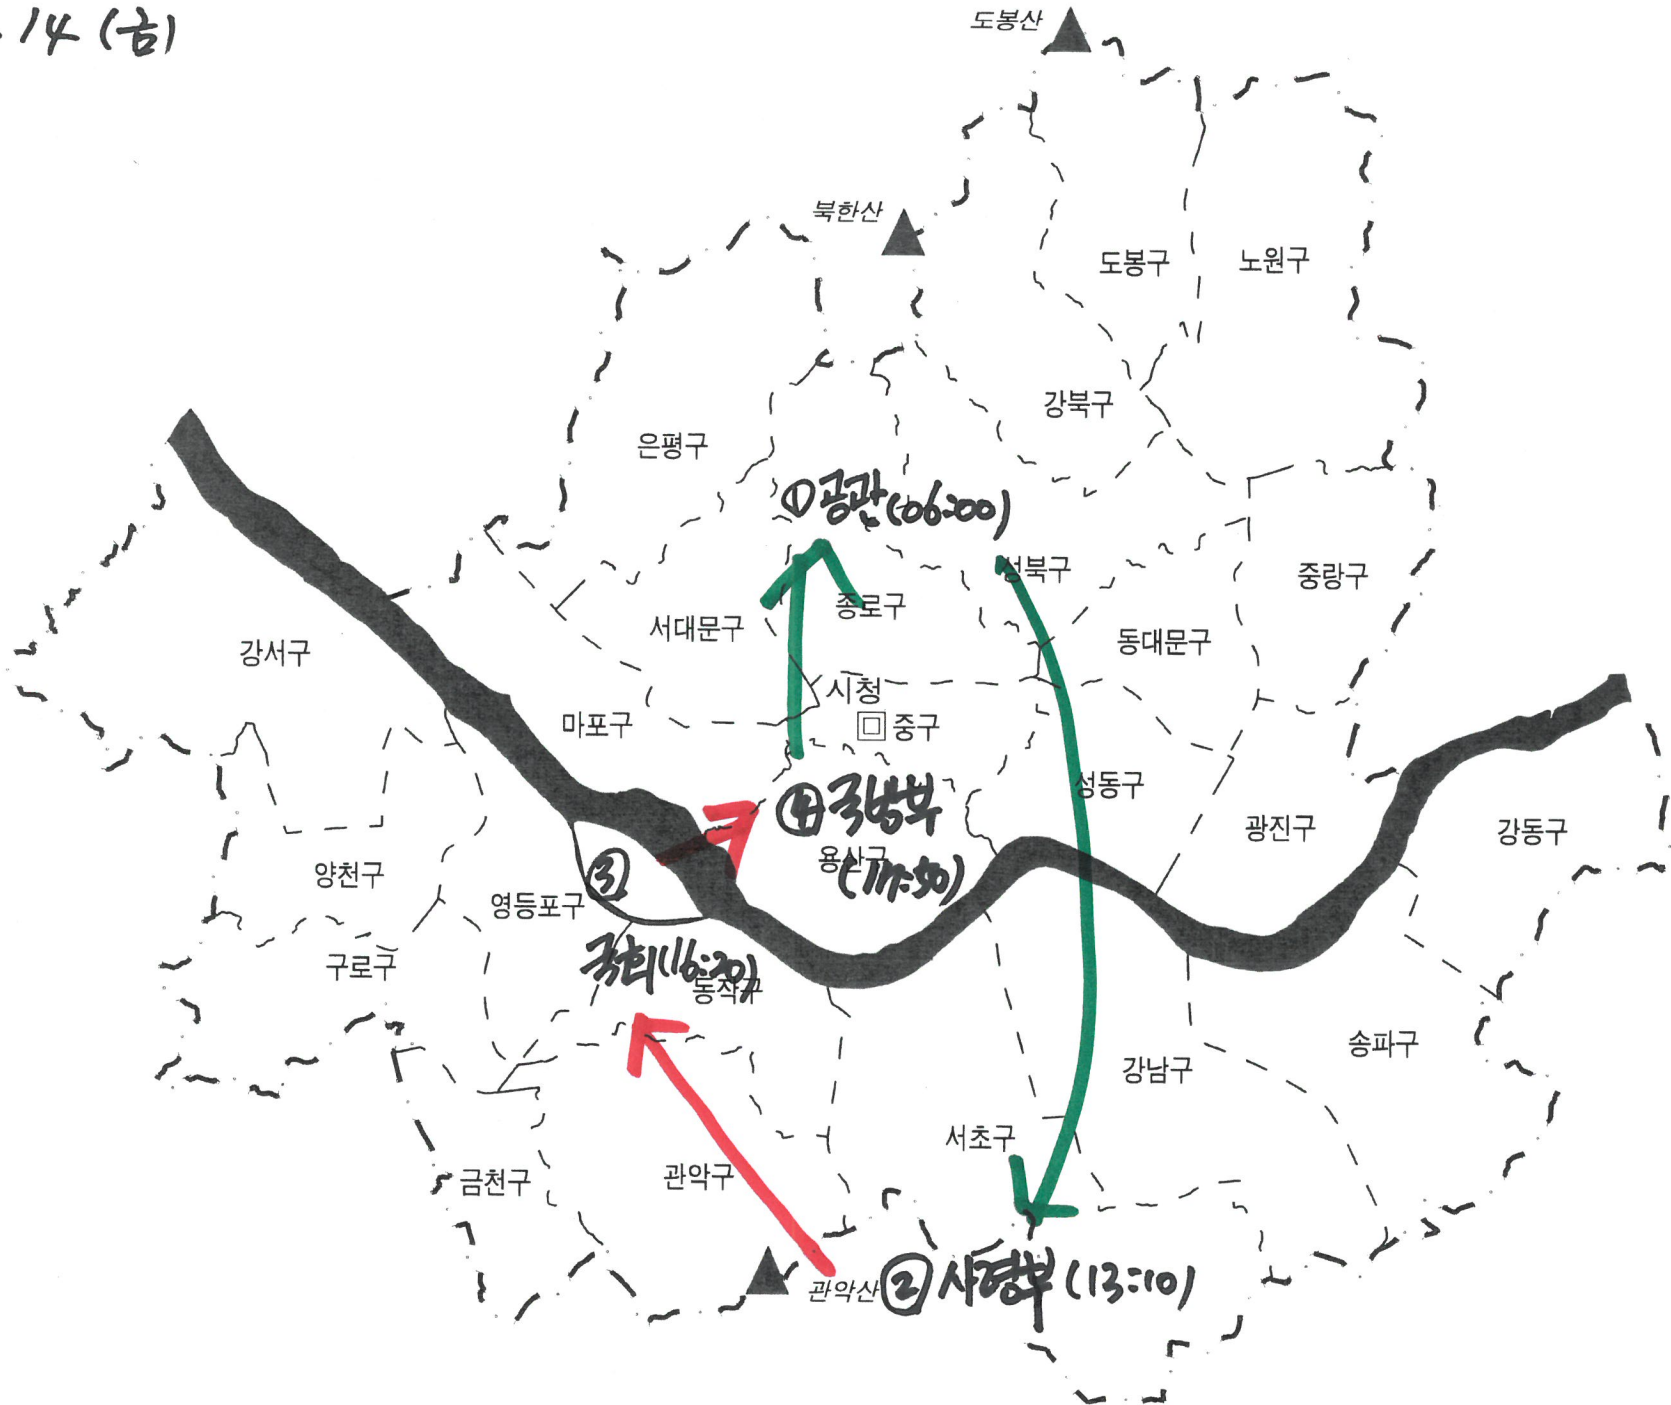 . 14 (금)
도봉산
북한산
도봉구
노원구
강북구
은평구
① 공관 (06:00)
성북구
중랑구
종로구
서대문구
동대문구
강서구
시청
마포구
중구
성동구
④ 국방부
광진구
강동구
용산구
(17:50)
양천구
③
영등포구
국회 (16:20)
구로구
동작구
송파구
강남구
서초구
관악구
금천구
관악산
② 사령부 (13:10)